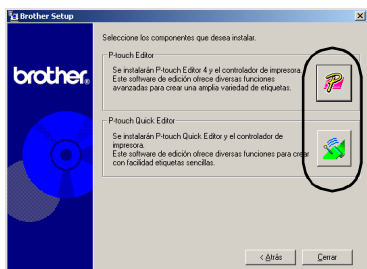 Brother Setup
Seleccione los componentes que desea instalar.
P-touch Editor
Se instalarán P-touch Editor 4 y el controlador de impresora.
Este software de edición ofrece diversas funciones
avanzadas para crear una amplia variedad de etiquetas.
brother®
P-touch Quick Editor
Se instalarán P-touch Quick Editor y el controlador de
impresora.
Este software de edición ofrece diversas funciones para crear
con facilidad etiquetas sencillas.
< Atrás
Cerrar